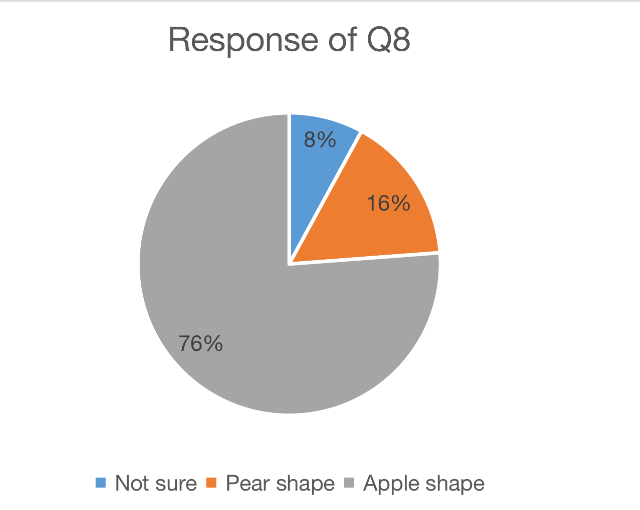 Response of Q8
8%
16%
76%
Not sure Pear shape Apple shape